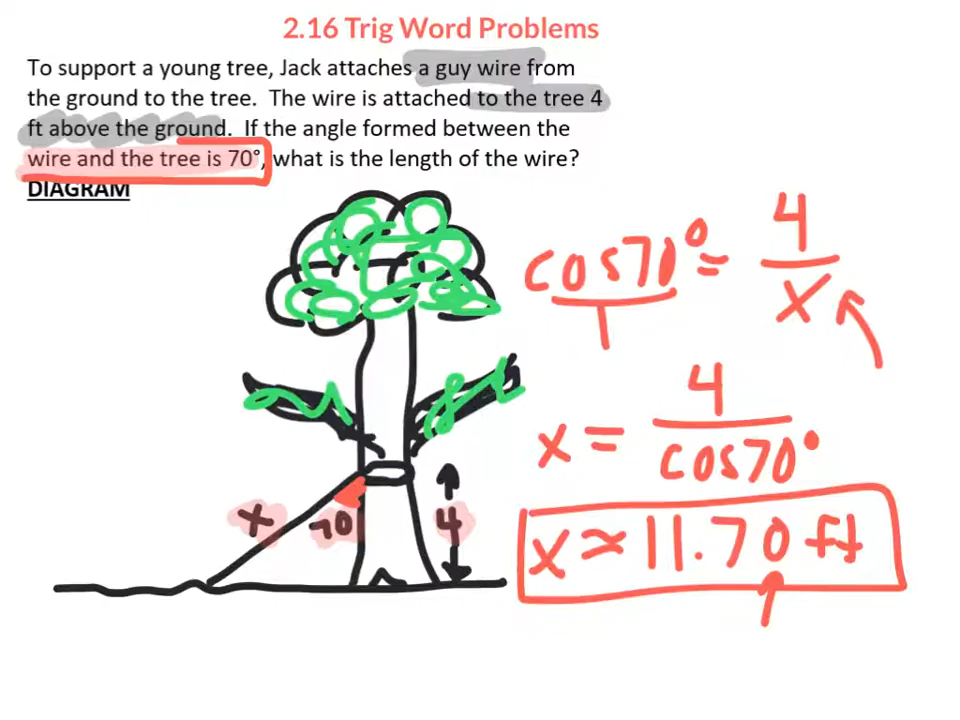 2.16 Trig Word Problems
To support a young tree, Jack attaches a guy wire from
the ground to the tree. The wire is attached to the tree 4
ft above the ground. If the angle formed between the
wire and the tree is 70°, what is the length of the wire?
DIAGRAM
cos70° = 4/x
1
x = 4/cos70°
x ≈ 11.70 ft
x 70 4